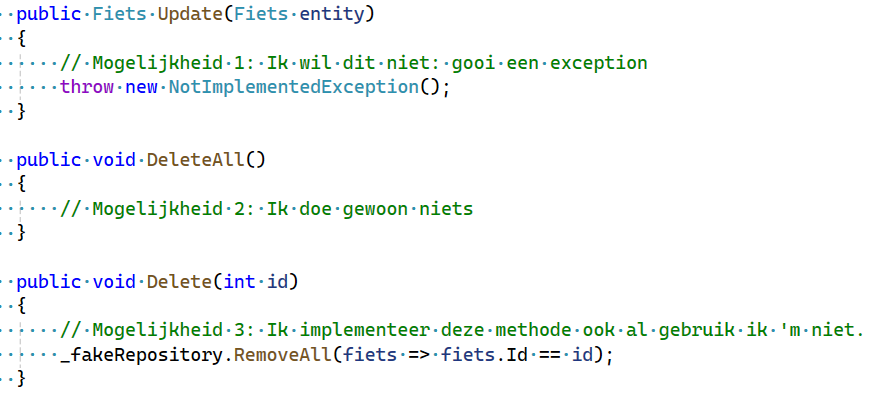 public Fiets Update(Fiets entity)
{
// Mogelijkheid 1: Ik wil dit niet: gooi een exception
throw new NotImplementedException();
}
public void DeleteAll()
{
// Mogelijkheid 2: Ik doe gewoon niets
}
public void Delete(int id)
{
// Mogelijkheid 3: Ik implementeer deze methode ook al gebruik ik 'm niet.
_fakeRepository.RemoveAll(fiets => fiets.Id == id);
}